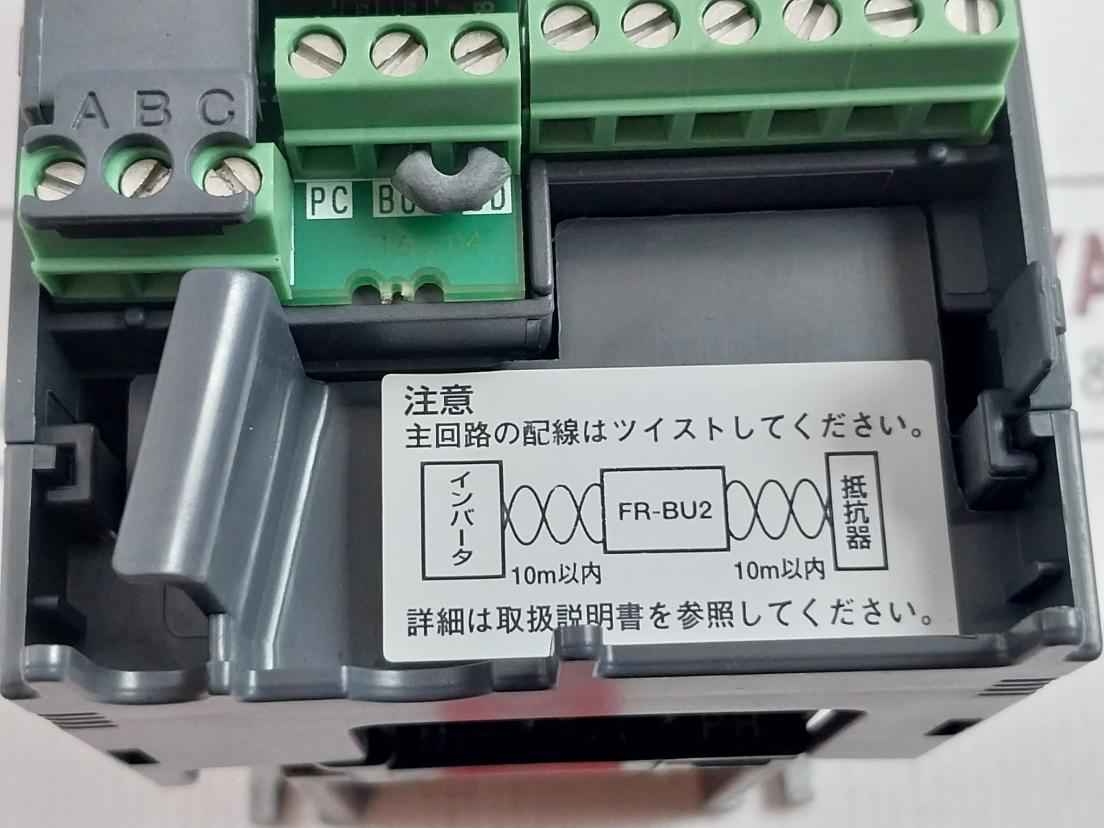 A B C
PC
注意
主回路の配線はツイストしてください。
インバータ
FR-BU2
抵抗器
10m以内
10m以内
詳細は取扱説明書を参照してください。